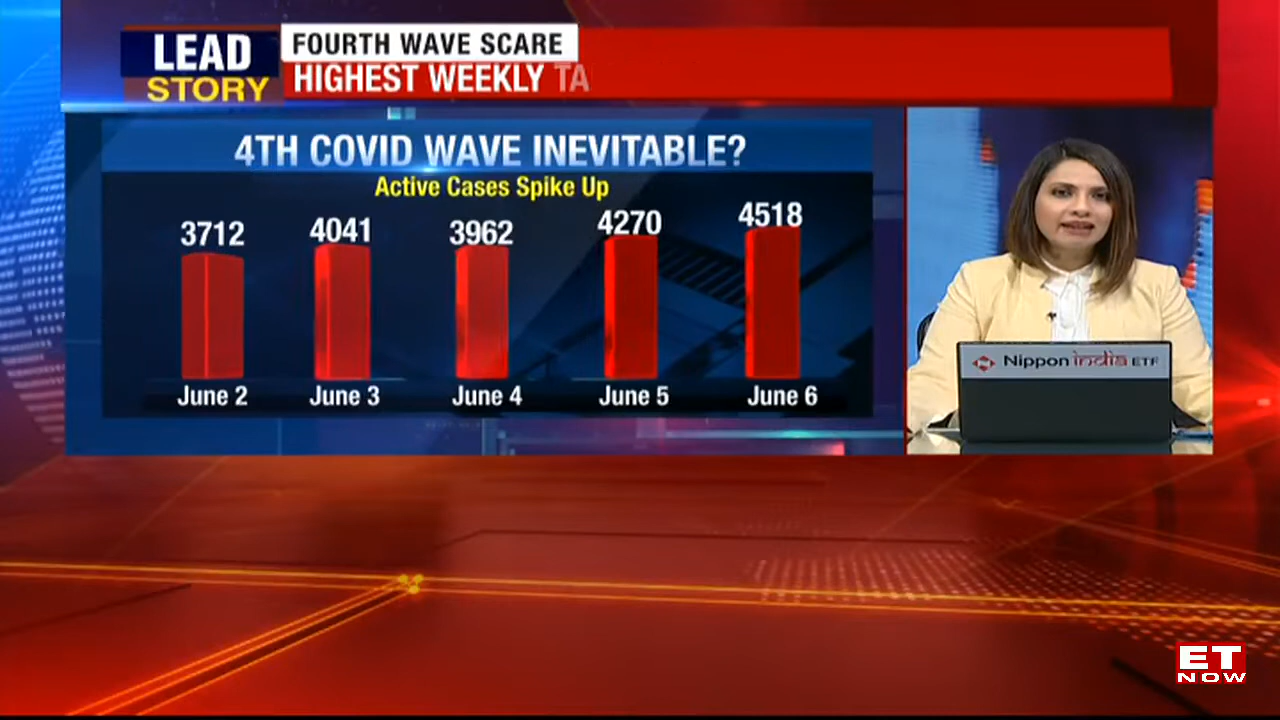 LEAD
STORY
FOURTH WAVE SCARE
HIGHEST WEEKLY TA
4TH COVID WAVE INEVITABLE?
Active Cases Spike Up
3712 4041 3962 4270 4518
June 2 June 3 June 4 June 5 June 6
Nippon india ETF
ET
NOW